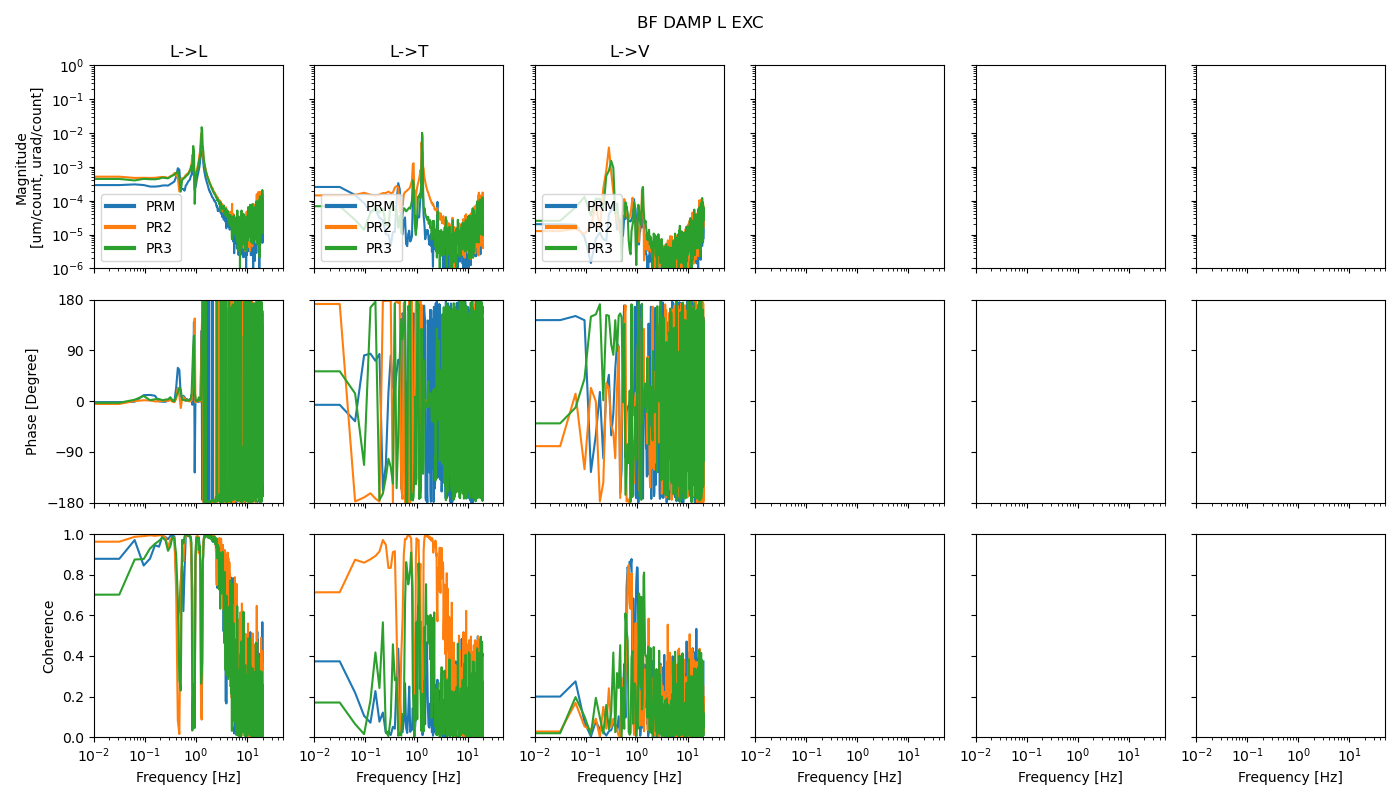 BF DAMP L EXC
L->L
L->T
L->V
Magnitude
[um/count, urad/count]
10^0
10^-1
10^-2
10^-3
10^-4
10^-5
10^-6
PRM
PR2
PR3
PRM
PR2
PR3
PRM
PR2
PR3
Phase [Degree]
180
90
0
−90
−180
Coherence
1.0
0.8
0.6
0.4
0.2
0.0
10^-2 10^-1 10^0 10^1
10^-2 10^-1 10^0 10^1
10^-2 10^-1 10^0 10^1
10^-2 10^-1 10^0 10^1
10^-2 10^-1 10^0 10^1
10^-2 10^-1 10^0 10^1
Frequency [Hz]
Frequency [Hz]
Frequency [Hz]
Frequency [Hz]
Frequency [Hz]
Frequency [Hz]